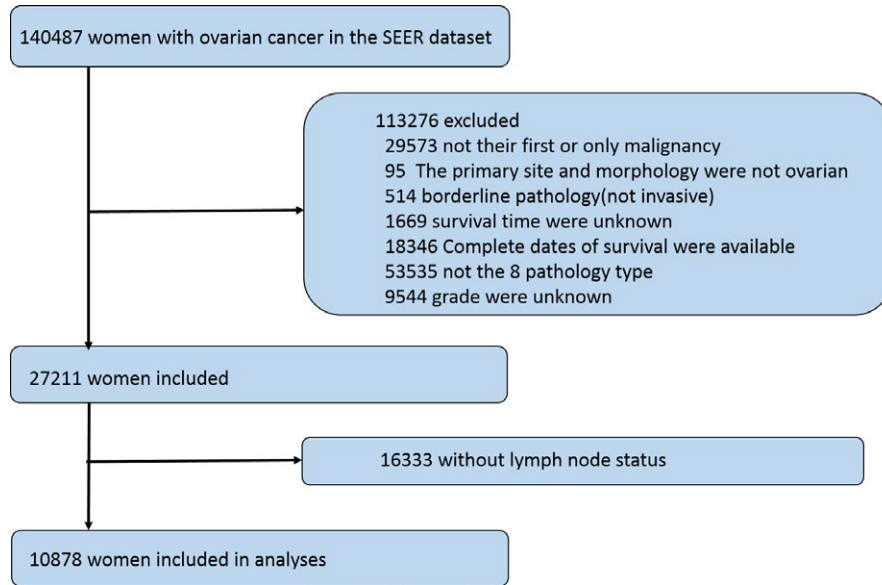 140487 women with ovarian cancer in the SEER dataset
113276 excluded
29573 not their first or only malignancy
95 The primary site and morphology were not ovarian
514 borderline pathology(not invasive)
1669 survival time were unknown
18346 Complete dates of survival were available
53535 not the 8 pathology type
9544 grade were unknown
27211 women included
16333 without lymph node status
10878 women included in analyses